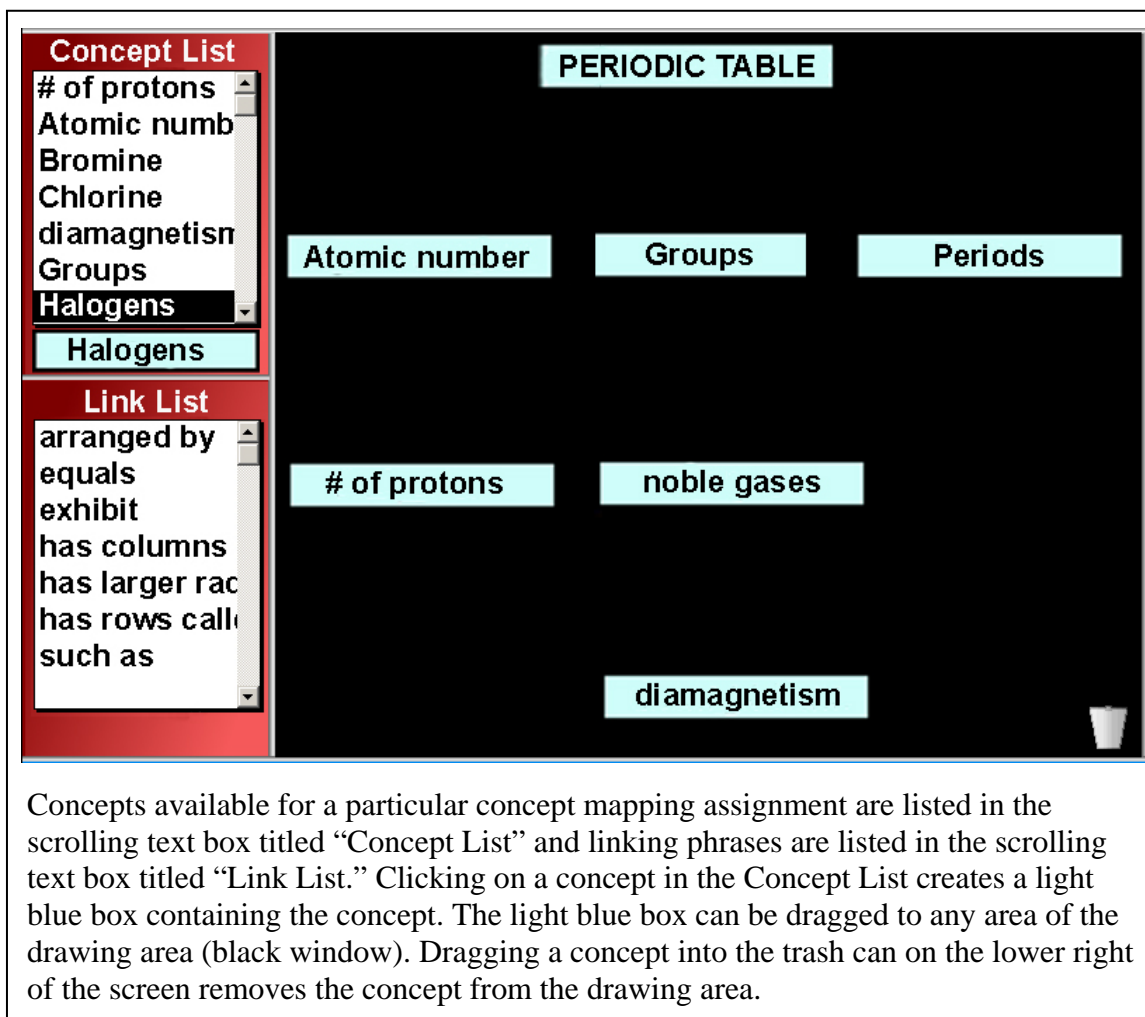 Concept List
# of protons
Atomic numb
Bromine
Chlorine
diamagnetism
Groups
Halogens
Halogens
Link List
arranged by
equals
exhibit
has columns
has larger rad
has rows calle
such as
PERIODIC TABLE
Atomic number Groups Periods
# of protons noble gases
diamagnetism
Concepts available for a particular concept mapping assignment are listed in the
scrolling text box titled “Concept List” and linking phrases are listed in the scrolling
text box titled “Link List.” Clicking on a concept in the Concept List creates a light
blue box containing the concept. The light blue box can be dragged to any area of the
drawing area (black window). Dragging a concept into the trash can on the lower right
of the screen removes the concept from the drawing area.